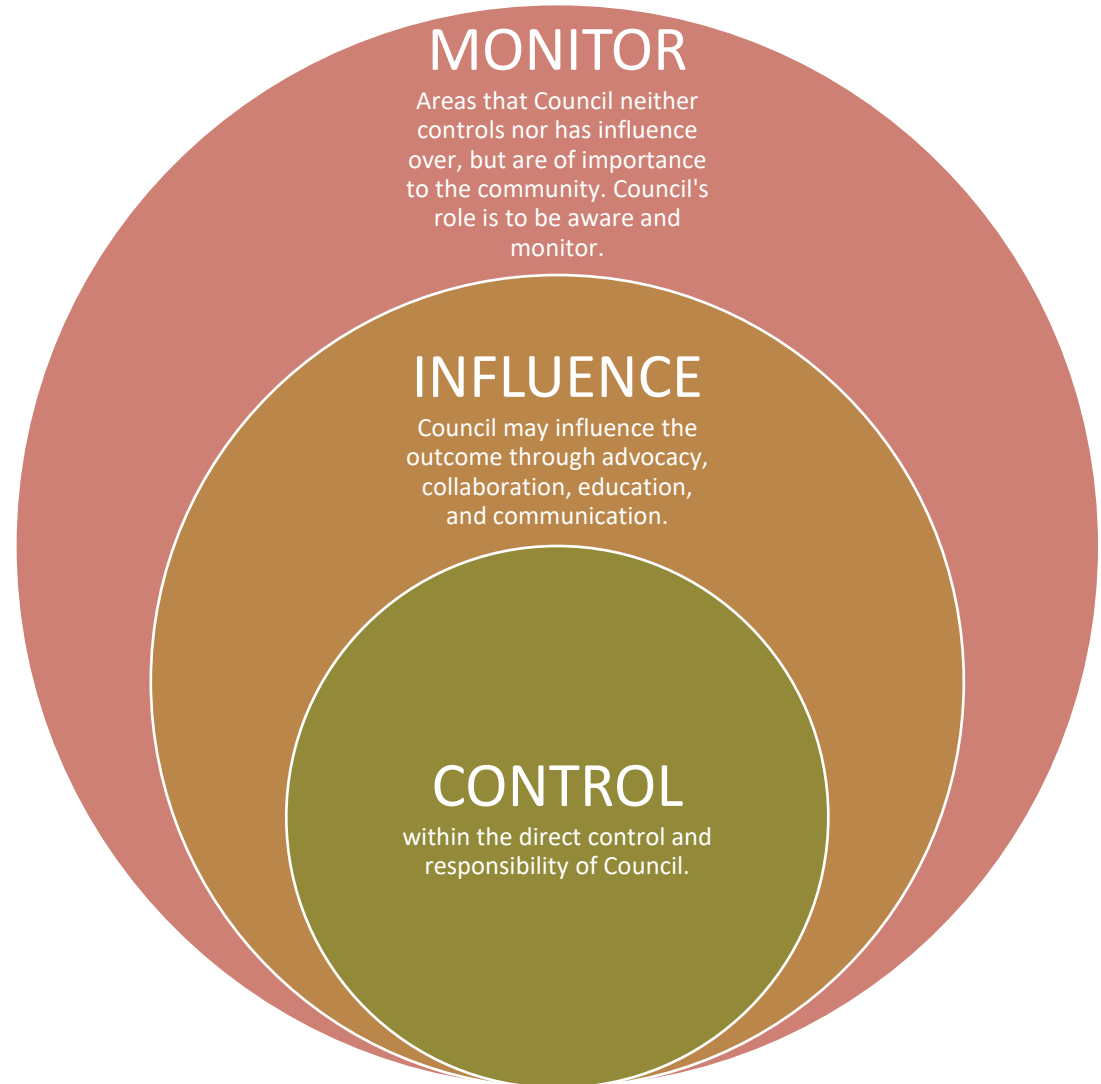 MONITOR
Areas that Council neither
controls nor has influence
over, but are of importance
to the community. Council's
role is to be aware and
monitor.
INFLUENCE
Council may influence the
outcome through advocacy,
collaboration, education,
and communication.
CONTROL
within the direct control and
responsibility of Council.